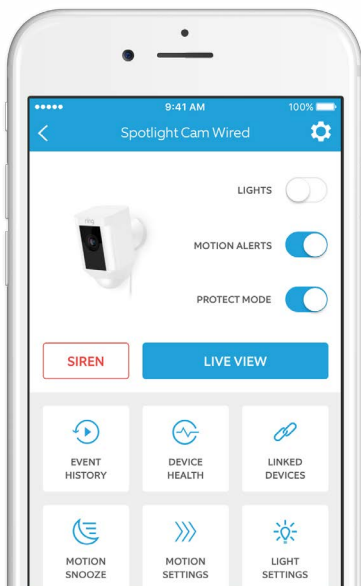 9:41 AM
100%
Spotlight Cam Wired
LIGHTS
ring
MOTION ALERTS
PROTECT MODE
SIREN
LIVE VIEW
EVENT
HISTORY
DEVICE
HEALTH
LINKED
DEVICES
MOTION
SNOOZE
MOTION
SETTINGS
LIGHT
SETTINGS